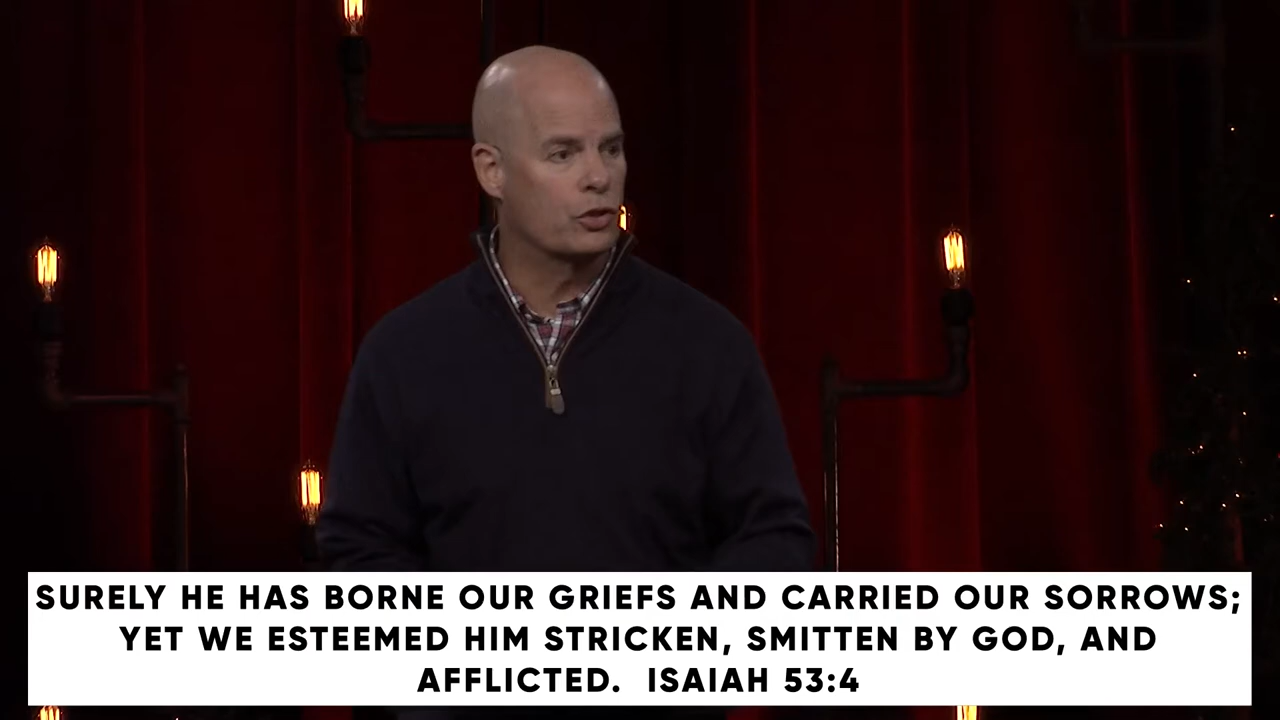 SURELY HE HAS BORNE OUR GRIEFS AND CARRIED OUR SORROWS;
YET WE ESTEEMED HIM STRICKEN, SMITTEN BY GOD, AND
AFFLICTED.  ISAIAH 53:4